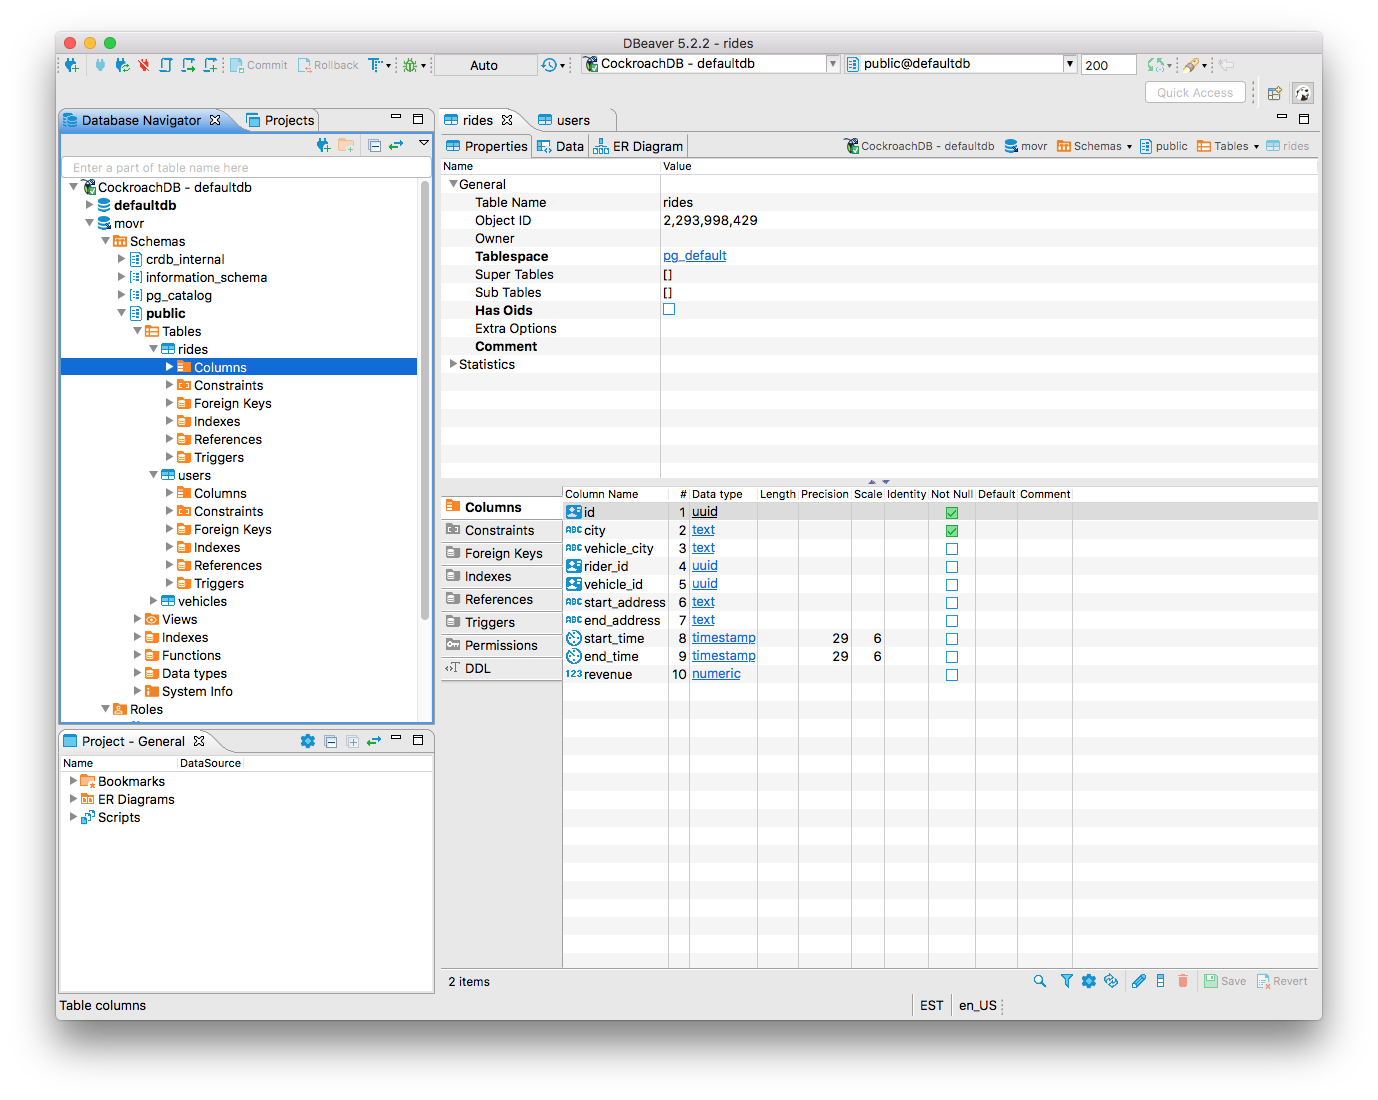 DBeaver 5.2.2 - rides
Commit Rollback Auto CockroachDB - defaultdb public@defaultdb 200
Quick Access
Database Navigator Projects
Enter a part of table name here
CockroachDB - defaultdb
defaultdb
movr
Schemas
crdb_internal
information_schema
pg_catalog
public
Tables
rides
Columns
Constraints
Foreign Keys
Indexes
References
Triggers
users
Columns
Constraints
Foreign Keys
Indexes
References
Triggers
vehicles
Views
Indexes
Functions
Data types
System Info
Roles
Project - General
Name DataSource
Bookmarks
ER Diagrams
Scripts
rides users
Properties Data ER Diagram CockroachDB - defaultdb movr Schemas public Tables rides
Name Value
General
Table Name rides
Object ID 2,293,998,429
Owner
Tablespace pg_default
Super Tables []
Sub Tables []
Has Oids
Extra Options
Comment
Statistics
Columns
Constraints
Foreign Keys
Indexes
References
Triggers
Permissions
DDL
Column Name # Data type Length Precision Scale Identity Not Null Default Comment
id 1 uuid
ABC city 2 text
ABC vehicle_city 3 text
rider_id 4 uuid
vehicle_id 5 uuid
ABC start_address 6 text
ABC end_address 7 text
start_time 8 timestamp 29 6
end_time 9 timestamp 29 6
123 revenue 10 numeric
2 items Save Revert
Table columns EST en_US